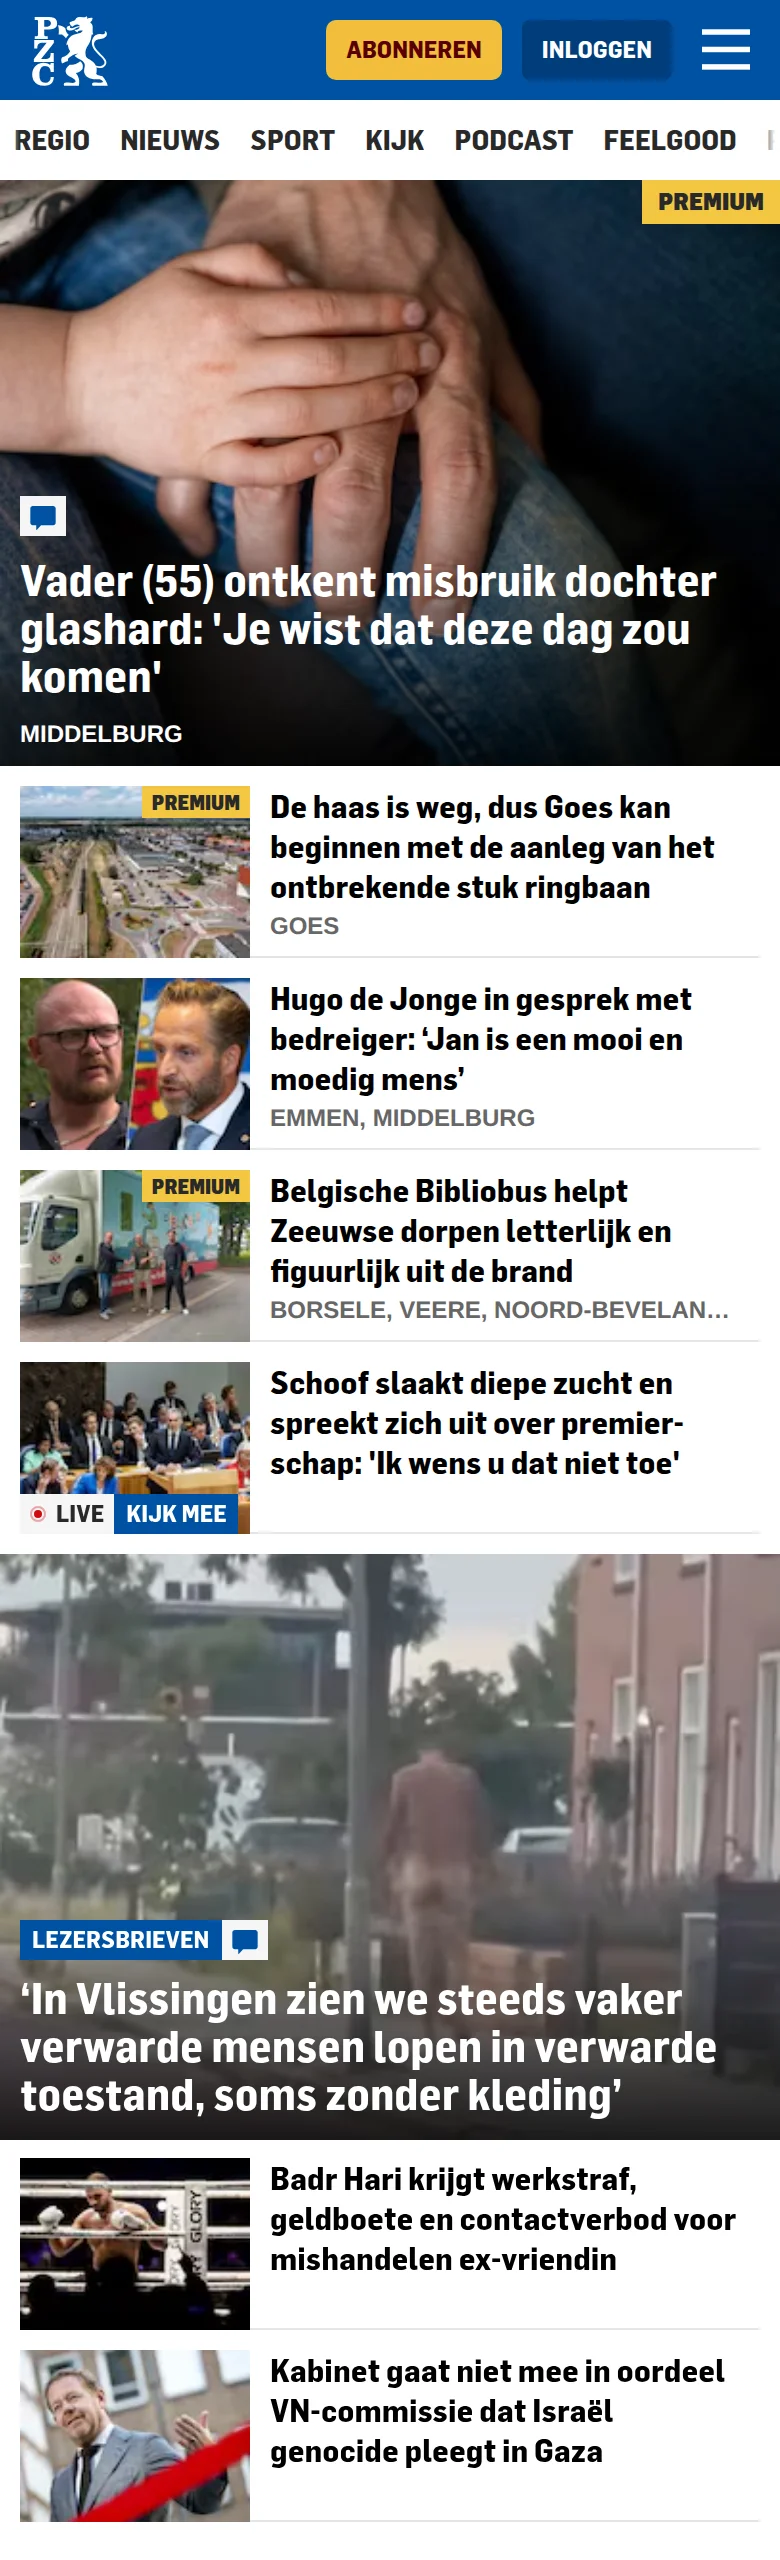 PZC
ABONNEREN
INLOGGEN
REGIO NIEUWS SPORT KIJK PODCAST FEELGOOD
PREMIUM
Vader (55) ontkent misbruik dochter
glashard: 'Je wist dat deze dag zou
komen'
MIDDELBURG
PREMIUM
De haas is weg, dus Goes kan
beginnen met de aanleg van het
ontbrekende stuk ringbaan
GOES
Hugo de Jonge in gesprek met
bedreiger: ‘Jan is een mooi en
moedig mens’
EMMEN, MIDDELBURG
PREMIUM
Belgische Bibliobus helpt
Zeeuwse dorpen letterlijk en
figuurlijk uit de brand
BORSELE, VEERE, NOORD-BEVELAN...
Schoof slaakt diepe zucht en
spreekt zich uit over premier-
schap: 'Ik wens u dat niet toe'
LIVE KIJK MEE
LEZERSBRIEVEN
‘In Vlissingen zien we steeds vaker
verwarde mensen lopen in verwarde
toestand, soms zonder kleding’
GLORY
Badr Hari krijgt werkstraf,
geldboete en contactverbod voor
mishandelen ex-vriendin
Kabinet gaat niet mee in oordeel
VN-commissie dat Israël
genocide pleegt in Gaza